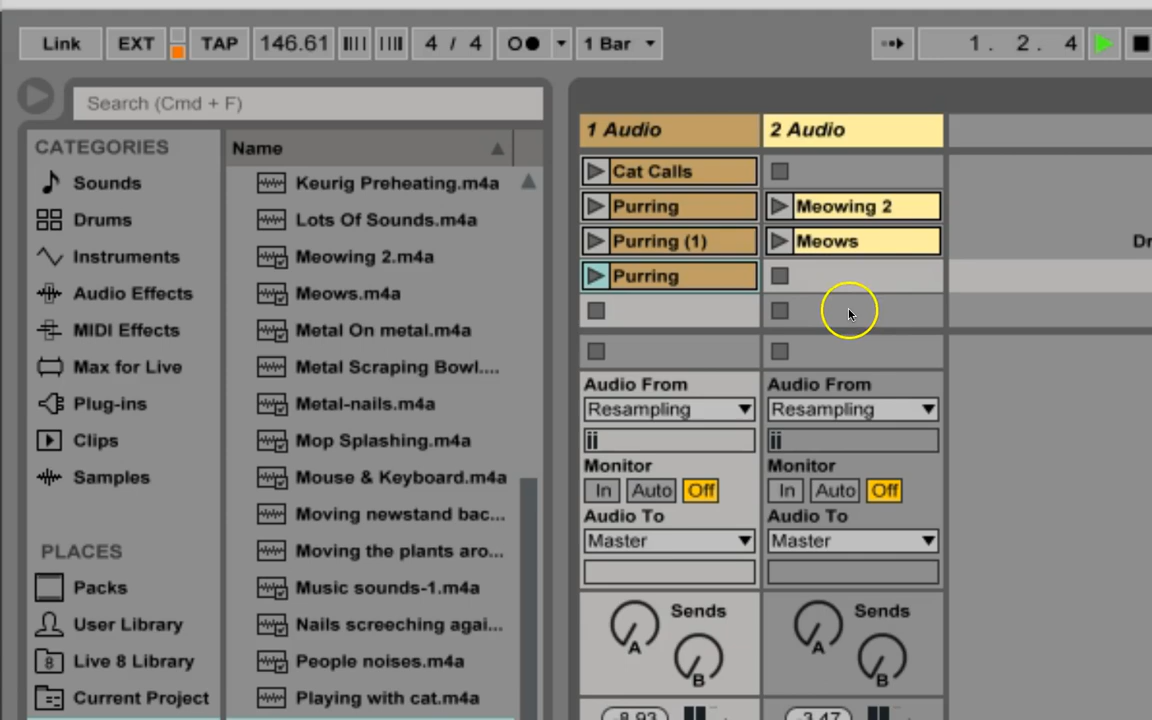 Link EXT TAP 146.61 4 / 4 1 Bar 1. 2. 4
Search (Cmd + F)
CATEGORIES
Sounds
Drums
Instruments
Audio Effects
MIDI Effects
Max for Live
Plug-ins
Clips
Samples
PLACES
Packs
User Library
8 Live 8 Library
Current Project
Name
Keurig Preheating.m4a
Lots Of Sounds.m4a
Meowing 2.m4a
Meows.m4a
Metal On metal.m4a
Metal Scraping Bowl....
Metal-nails.m4a
Mop Splashing.m4a
Mouse & Keyboard.m4a
Moving newstand bac...
Moving the plants aro...
Music sounds-1.m4a
Nails screeching agai...
People noises.m4a
Playing with cat.m4a
1 Audio 2 Audio
Cat Calls
Purring Meowing 2
Purring (1) Meows Dr
Purring
Audio From Audio From
Resampling Resampling
ii ii
Monitor Monitor
In Auto Off In Auto Off
Audio To Audio To
Master Master
Sends Sends
A A
B B
-8.93 -3.47